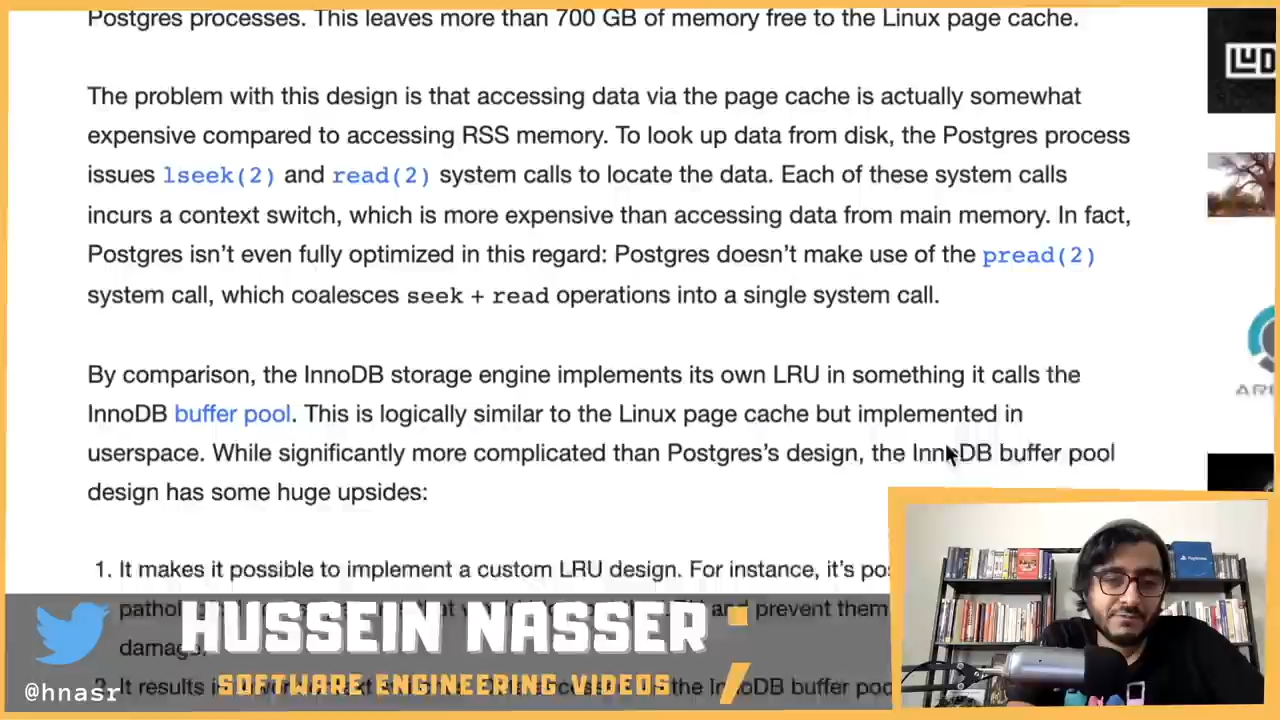 Postgres processes. This leaves more than 700 GB of memory free to the Linux page cache.
The problem with this design is that accessing data via the page cache is actually somewhat
expensive compared to accessing RSS memory. To look up data from disk, the Postgres process
issues lseek(2) and read(2) system calls to locate the data. Each of these system calls
incurs a context switch, which is more expensive than accessing data from main memory. In fact,
Postgres isn't even fully optimized in this regard: Postgres doesn't make use of the pread(2)
system call, which coalesces seek + read operations into a single system call.
By comparison, the InnoDB storage engine implements its own LRU in something it calls the
InnoDB buffer pool. This is logically similar to the Linux page cache but implemented in
userspace. While significantly more complicated than Postgres's design, the InnoDB buffer pool
design has some huge upsides:
1. It makes it possible to implement a custom LRU design. For instance, it's pos
and prevent them
damage.
HUSSEIN NASSER
SOFTWARE ENGINEERING VIDEOS
@hnasr